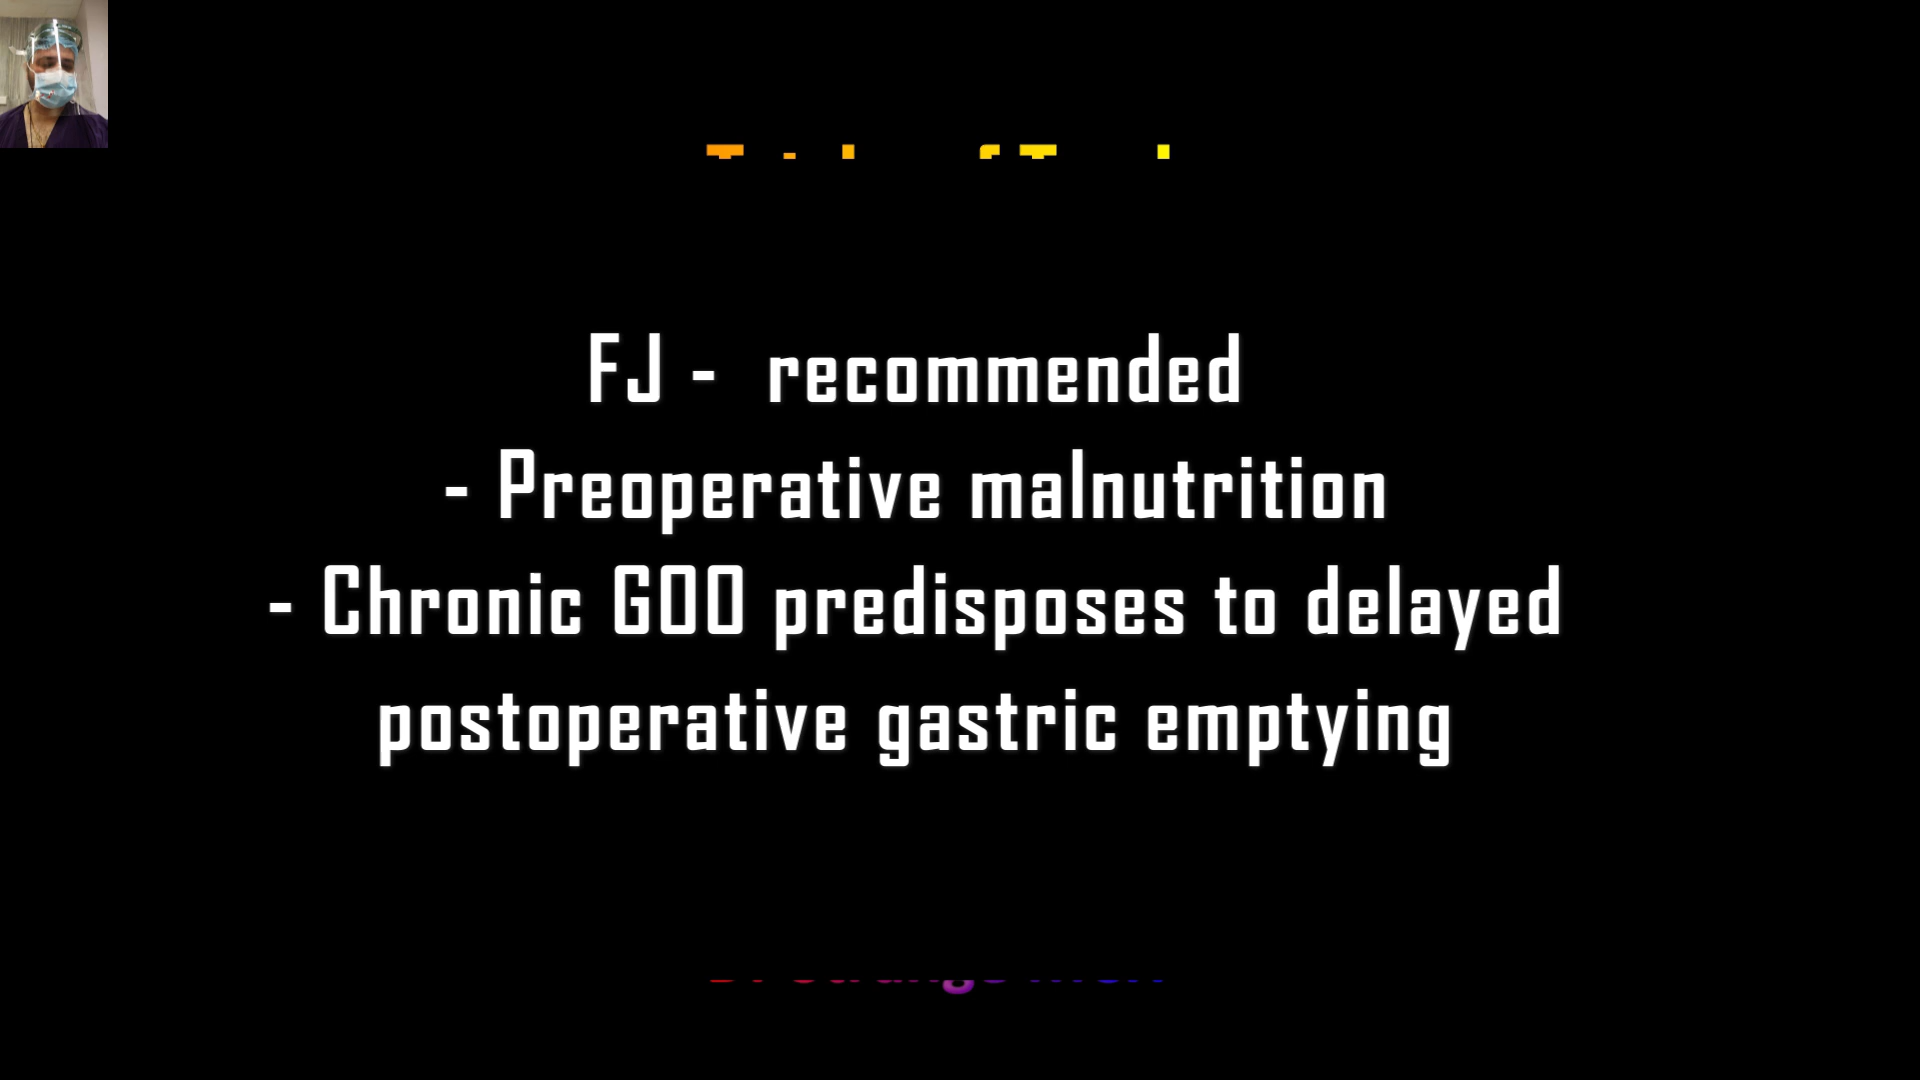 FJ - recommended
- Preoperative malnutrition
- Chronic GOO predisposes to delayed
postoperative gastric emptying